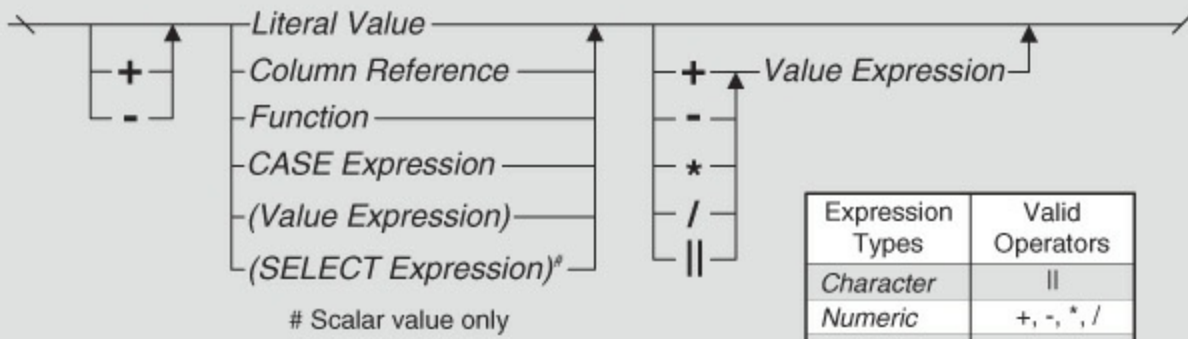 Literal Value
+ Column Reference + Value Expression
- Function -
CASE Expression *
(Value Expression) /
(SELECT Expression)# ||
# Scalar value only
Expression Types Valid Operators
Character ||
Numeric +, -, *, /